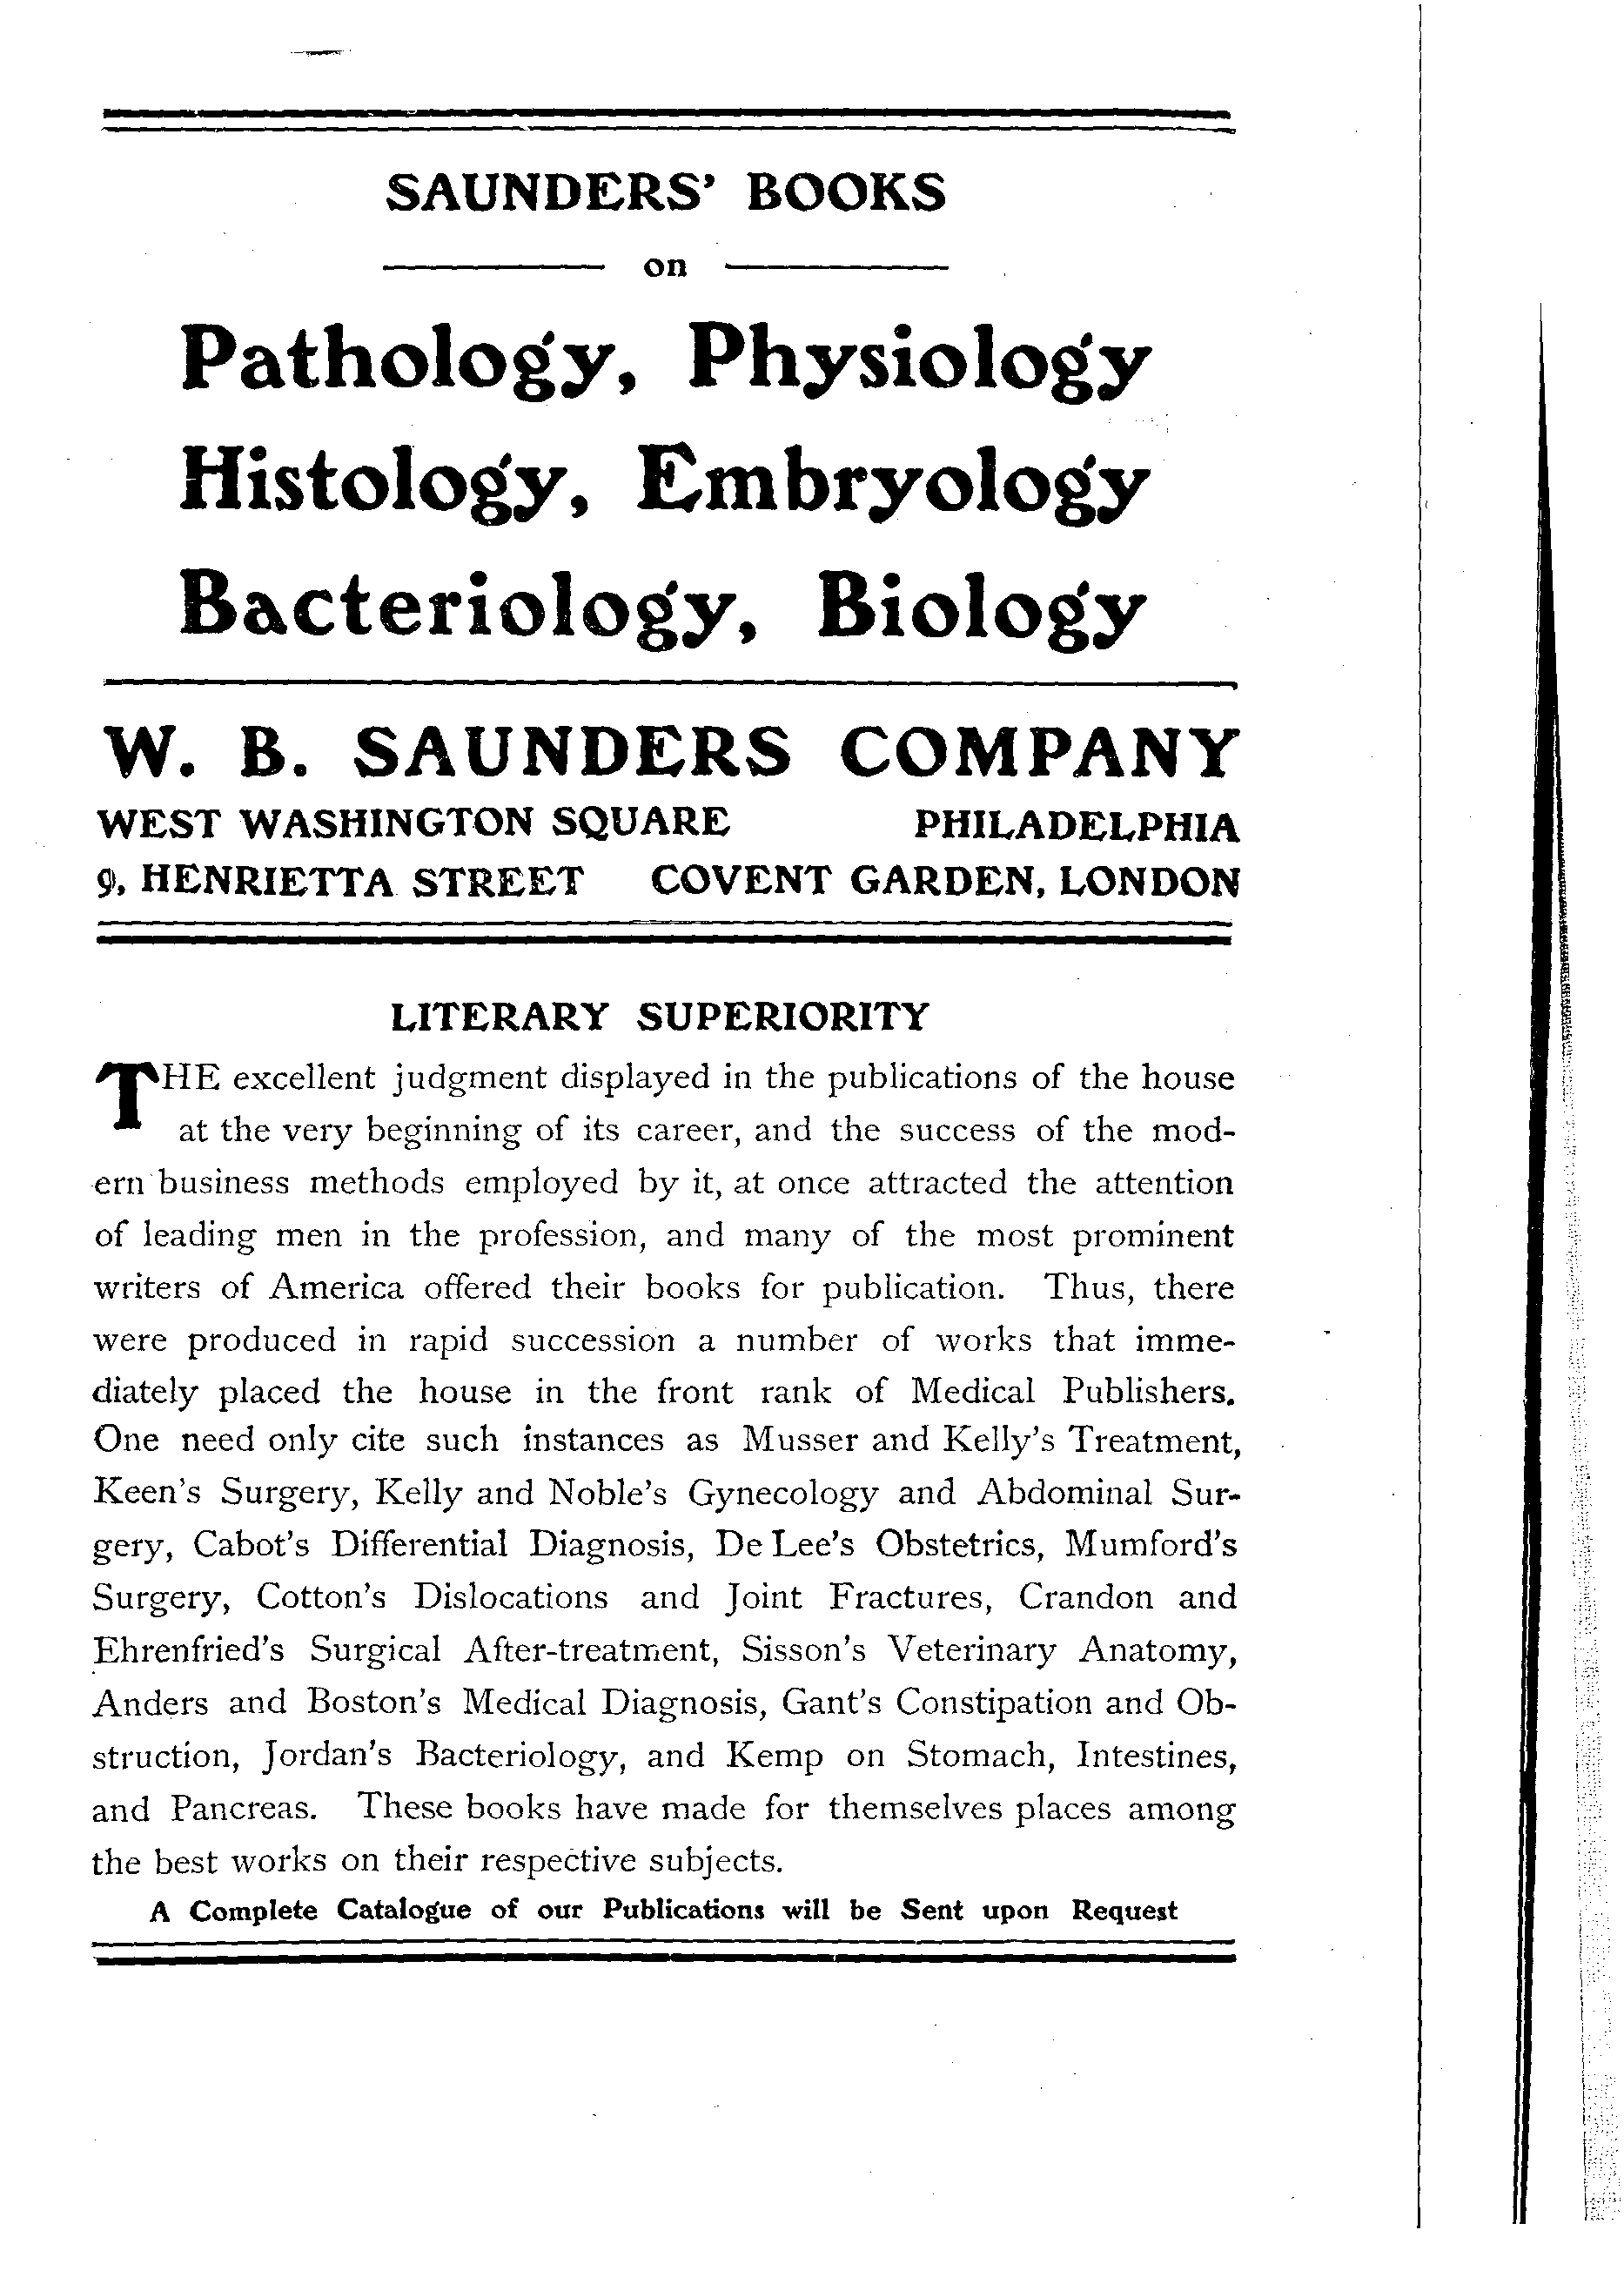 SAUNDERS' BOOKS
on
Pathology, Physiology
Histology, Embryology
Bacteriology, Biology
W. B. SAUNDERS COMPANY
WEST WASHINGTON SQUARE PHILADELPHIA
9, HENRIETTA STREET COVENT GARDEN, LONDON
LITERARY SUPERIORITY
THE excellent judgment displayed in the publications of the house
at the very beginning of its career, and the success of the mod-
ern business methods employed by it, at once attracted the attention
of leading men in the profession, and many of the most prominent
writers of America offered their books for publication. Thus, there
were produced in rapid succession a number of works that imme-
diately placed the house in the front rank of Medical Publishers.
One need only cite such instances as Musser and Kelly's Treatment,
Keen's Surgery, Kelly and Noble's Gynecology and Abdominal Sur-
gery, Cabot's Differential Diagnosis, De Lee's Obstetrics, Mumford's
Surgery, Cotton's Dislocations and Joint Fractures, Crandon and
Ehrenfried's Surgical After-treatment, Sisson's Veterinary Anatomy,
Anders and Boston's Medical Diagnosis, Gant's Constipation and Ob-
struction, Jordan's Bacteriology, and Kemp on Stomach, Intestines,
and Pancreas. These books have made for themselves places among
the best works on their respective subjects.
A Complete Catalogue of our Publications will be Sent upon Request